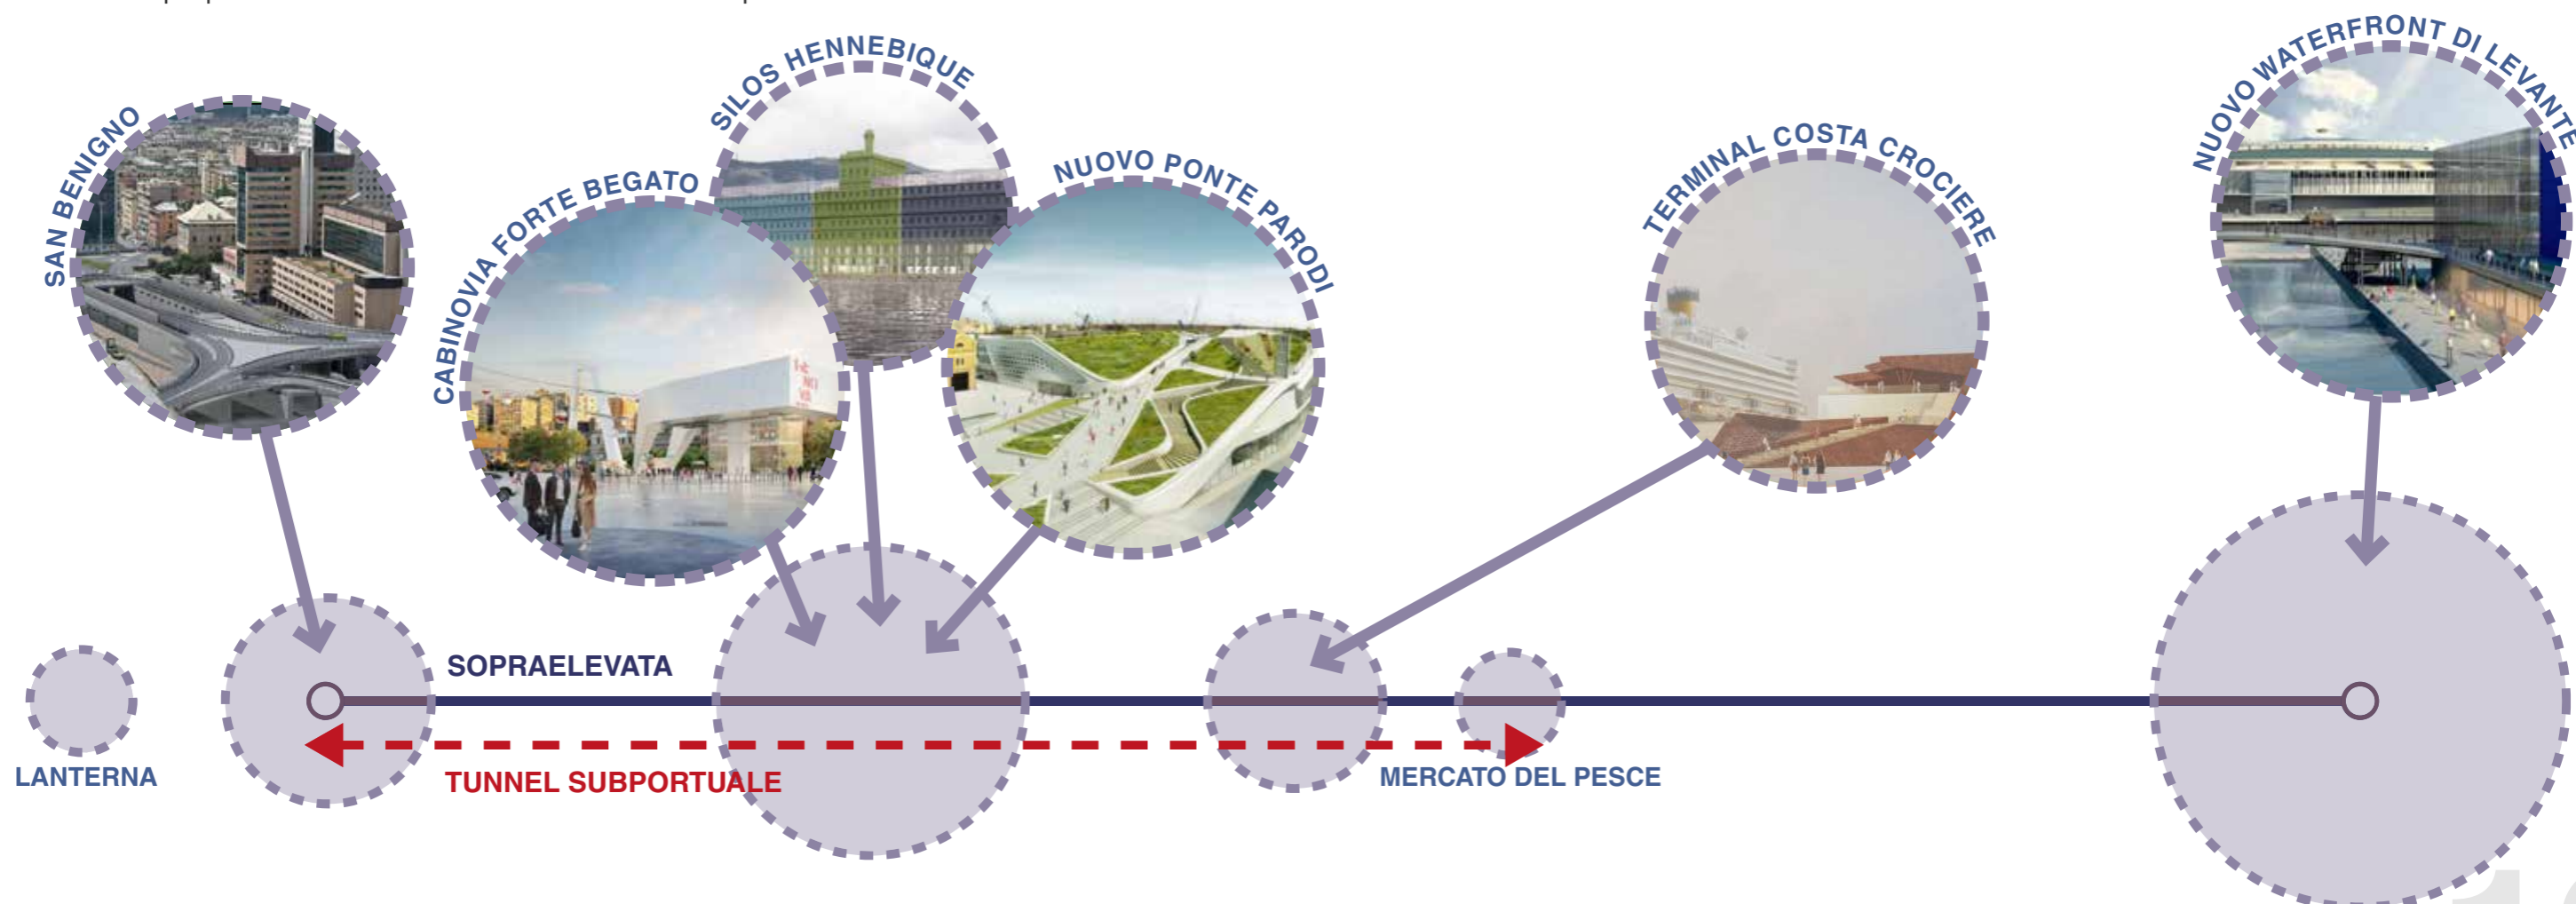 SAN BENIGNO
CABINOVIA FORTE BEGATO
SILOS HENNEBIQUE
NUOVO PONTE PARODI
TERMINAL COSTA CROCIERE
NUOVO WATERFRONT DI LEVANTE
SOPRAELEVATA
LANTERNA
TUNNEL SUBPORTUALE
MERCATO DEL PESCE